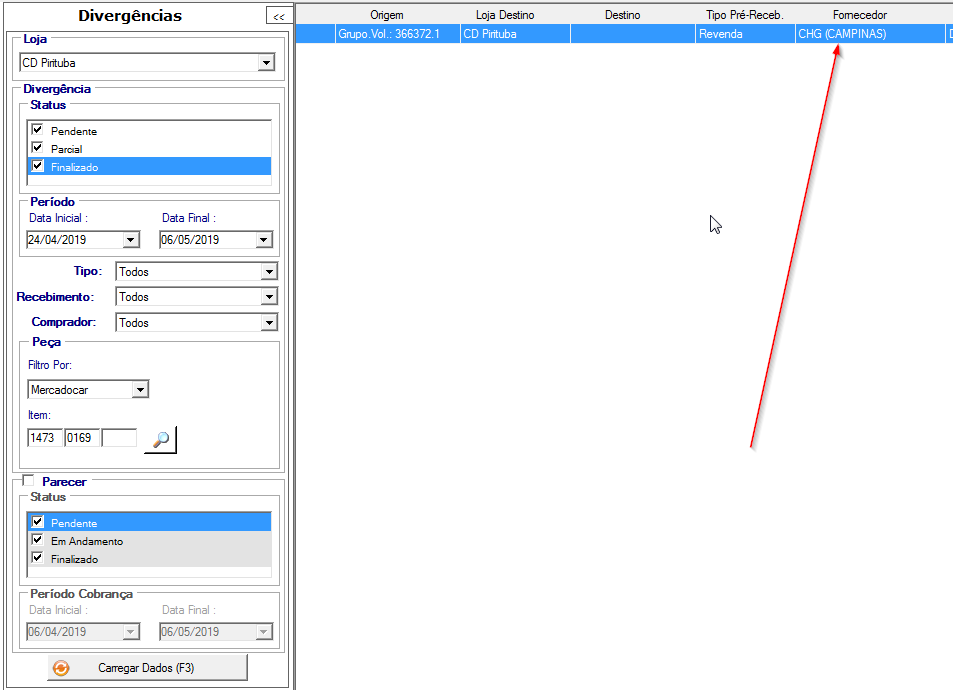 Divergências
<<
Loja
CD Pirituba
Divergência
Status
Pendente
Parcial
Finalizado
Período
Data Inicial :
Data Final :
24/04/2019
06/05/2019
Tipo:
Todos
Recebimento:
Todos
Comprador:
Todos
Peça
Filtro Por:
Mercadocar
Item:
1473
0169
Parecer
Status
Pendente
Em Andamento
Finalizado
Período Cobrança
Data Inicial :
Data Final :
06/04/2019
06/05/2019
Carregar Dados (F3)
Origem
Loja Destino
Destino
Tipo Pré-Receb.
Fornecedor
Grupo.Vol.: 366372.1
CD Pirituba
Revenda
CHG (CAMPINAS)